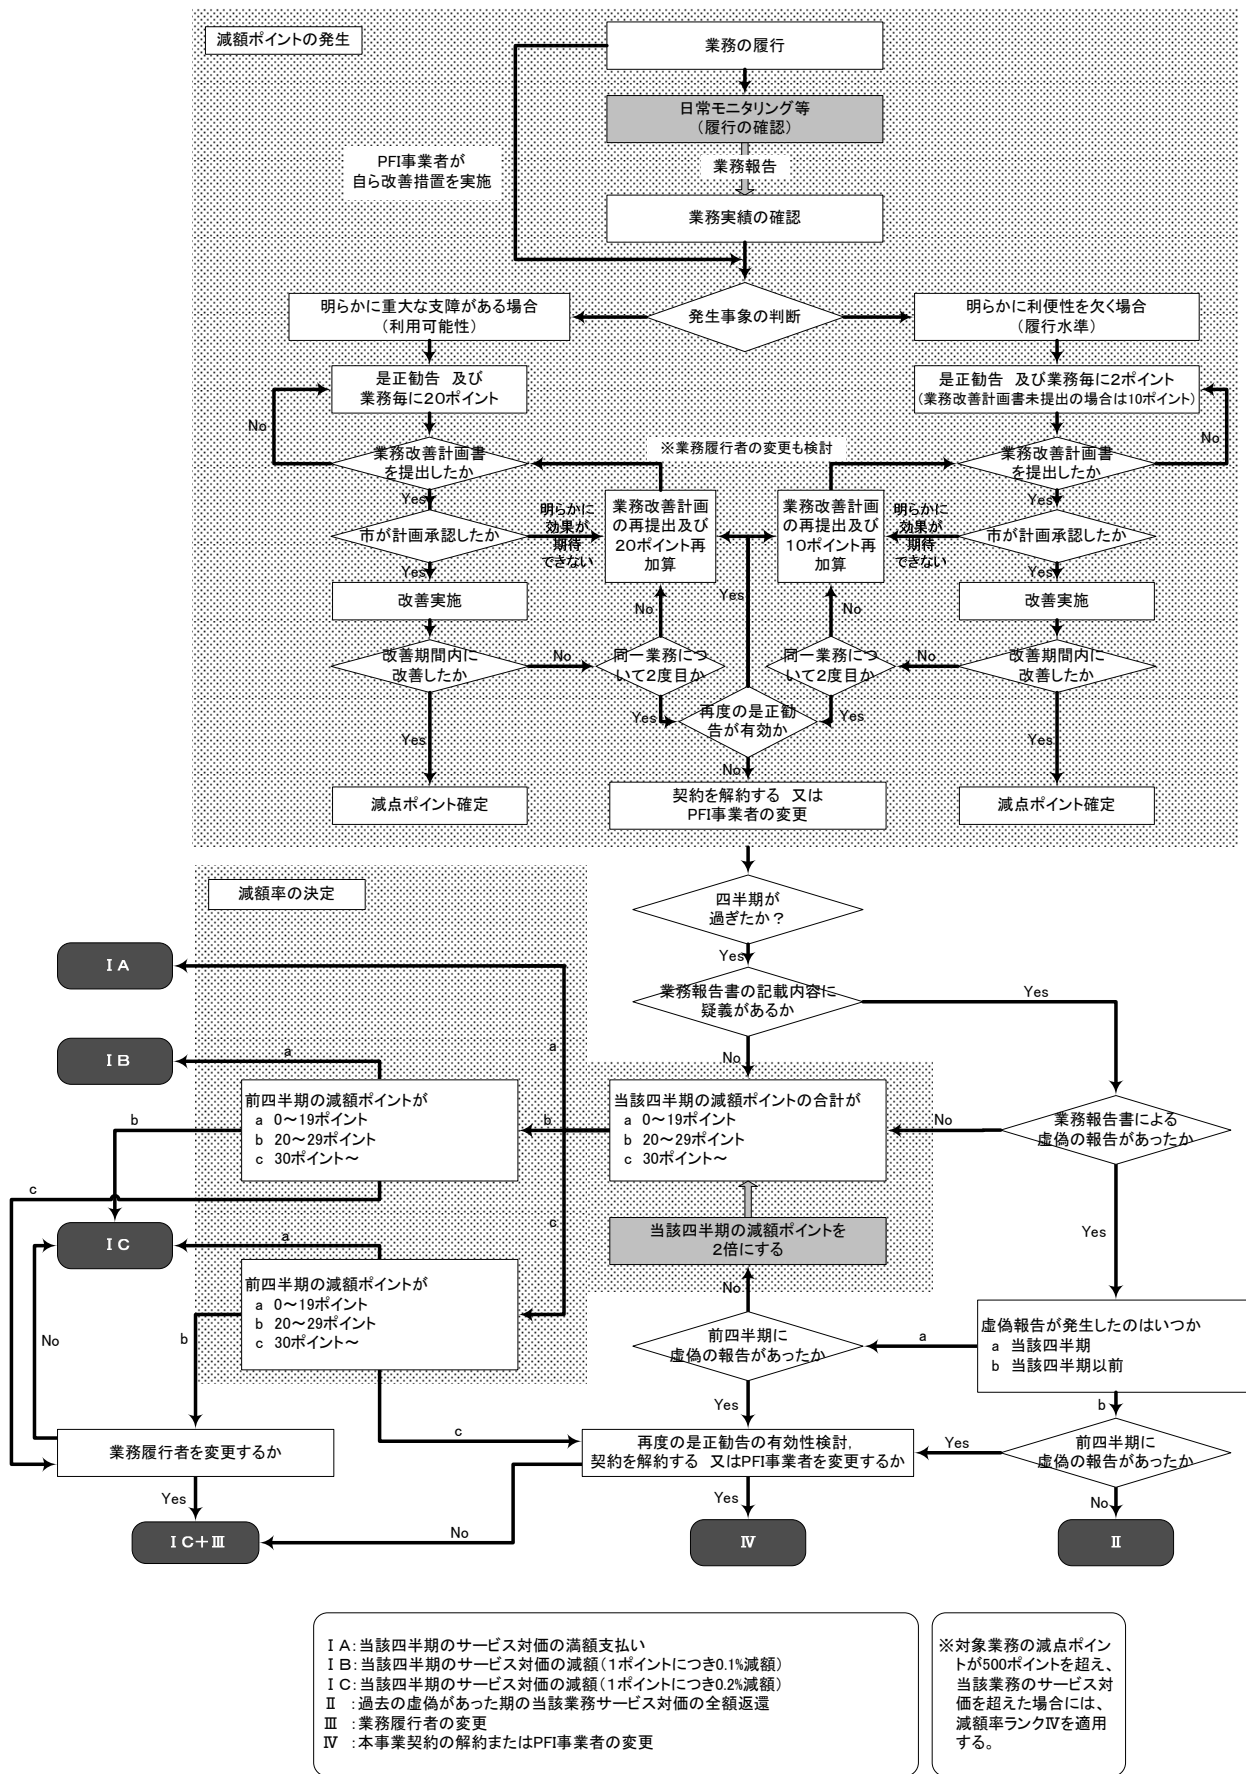 減額ポイントの発生
業務の履行
日常モニタリング等
（履行の確認）
PFI事業者が
自ら改善措置を実施
業務報告
業務実績の確認
明らかに重大な支障がある場合
（利用可能性）
発生事象の判断
明らかに利便性を欠く場合
（履行水準）
是正勧告　及び
業務毎に20ポイント
是正勧告　及び業務毎に2ポイント
（業務改善計画書未提出の場合は10ポイント）
No
No
※業務履行者の変更も検討
業務改善計画書
を提出したか
業務改善計画書
を提出したか
Yes
Yes
市が計画承認したか
明らかに
効果が
期待
できない
業務改善計画
の再提出及び
20ポイント再
加算
業務改善計画
の再提出及び
10ポイント再
加算
明らかに
効果が
期待
できない
市が計画承認したか
Yes
Yes
Yes
改善実施
No
No
改善実施
改善期間内に
改善したか
No
同一業務につ
いて2度目か
同一業務につ
いて2度目か
No
改善期間内に
改善したか
Yes
再度の是正勧
告が有効か
Yes
Yes
Yes
No
減点ポイント確定
契約を解約する　又は
PFI事業者の変更
減点ポイント確定
減額率の決定
四半期が
過ぎたか？
Yes
ⅠA
業務報告書の記載内容に
疑義があるか
Yes
No
ⅠB
a
a
前四半期の減額ポイントが
a　0～19ポイント
b　20～29ポイント
c　30ポイント～
b
b
当該四半期の減額ポイントの合計が
a　0～19ポイント
b　20～29ポイント
c　30ポイント～
No
業務報告書による
虚偽の報告があったか
c
c
Yes
ⅠC
a
当該四半期の減額ポイントを
2倍にする
前四半期の減額ポイントが
a　0～19ポイント
b　20～29ポイント
c　30ポイント～
No
b
No
前四半期に
虚偽の報告があったか
a
虚偽報告が発生したのはいつか
a　当該四半期
b　当該四半期以前
Yes
b
業務履行者を変更するか
c
再度の是正勧告の有効性検討，
契約を解約する　又はPFI事業者を変更するか
Yes
前四半期に
虚偽の報告があったか
Yes
Yes
No
No
ⅠC＋Ⅲ
Ⅳ
Ⅱ
ⅠA：当該四半期のサービス対価の満額支払い
ⅠB：当該四半期のサービス対価の減額（1ポイントにつき0.1%減額）
ⅠC：当該四半期のサービス対価の減額（1ポイントにつき0.2%減額）
Ⅱ　：過去の虚偽があった期の当該業務サービス対価の全額返還
Ⅲ　：業務履行者の変更
Ⅳ　：本事業契約の解約またはPFI事業者の変更
※対象業務の減点ポイン
トが500ポイントを超え、
当該業務のサービス対
価を超えた場合には、
減額率ランクⅣを適用
する。